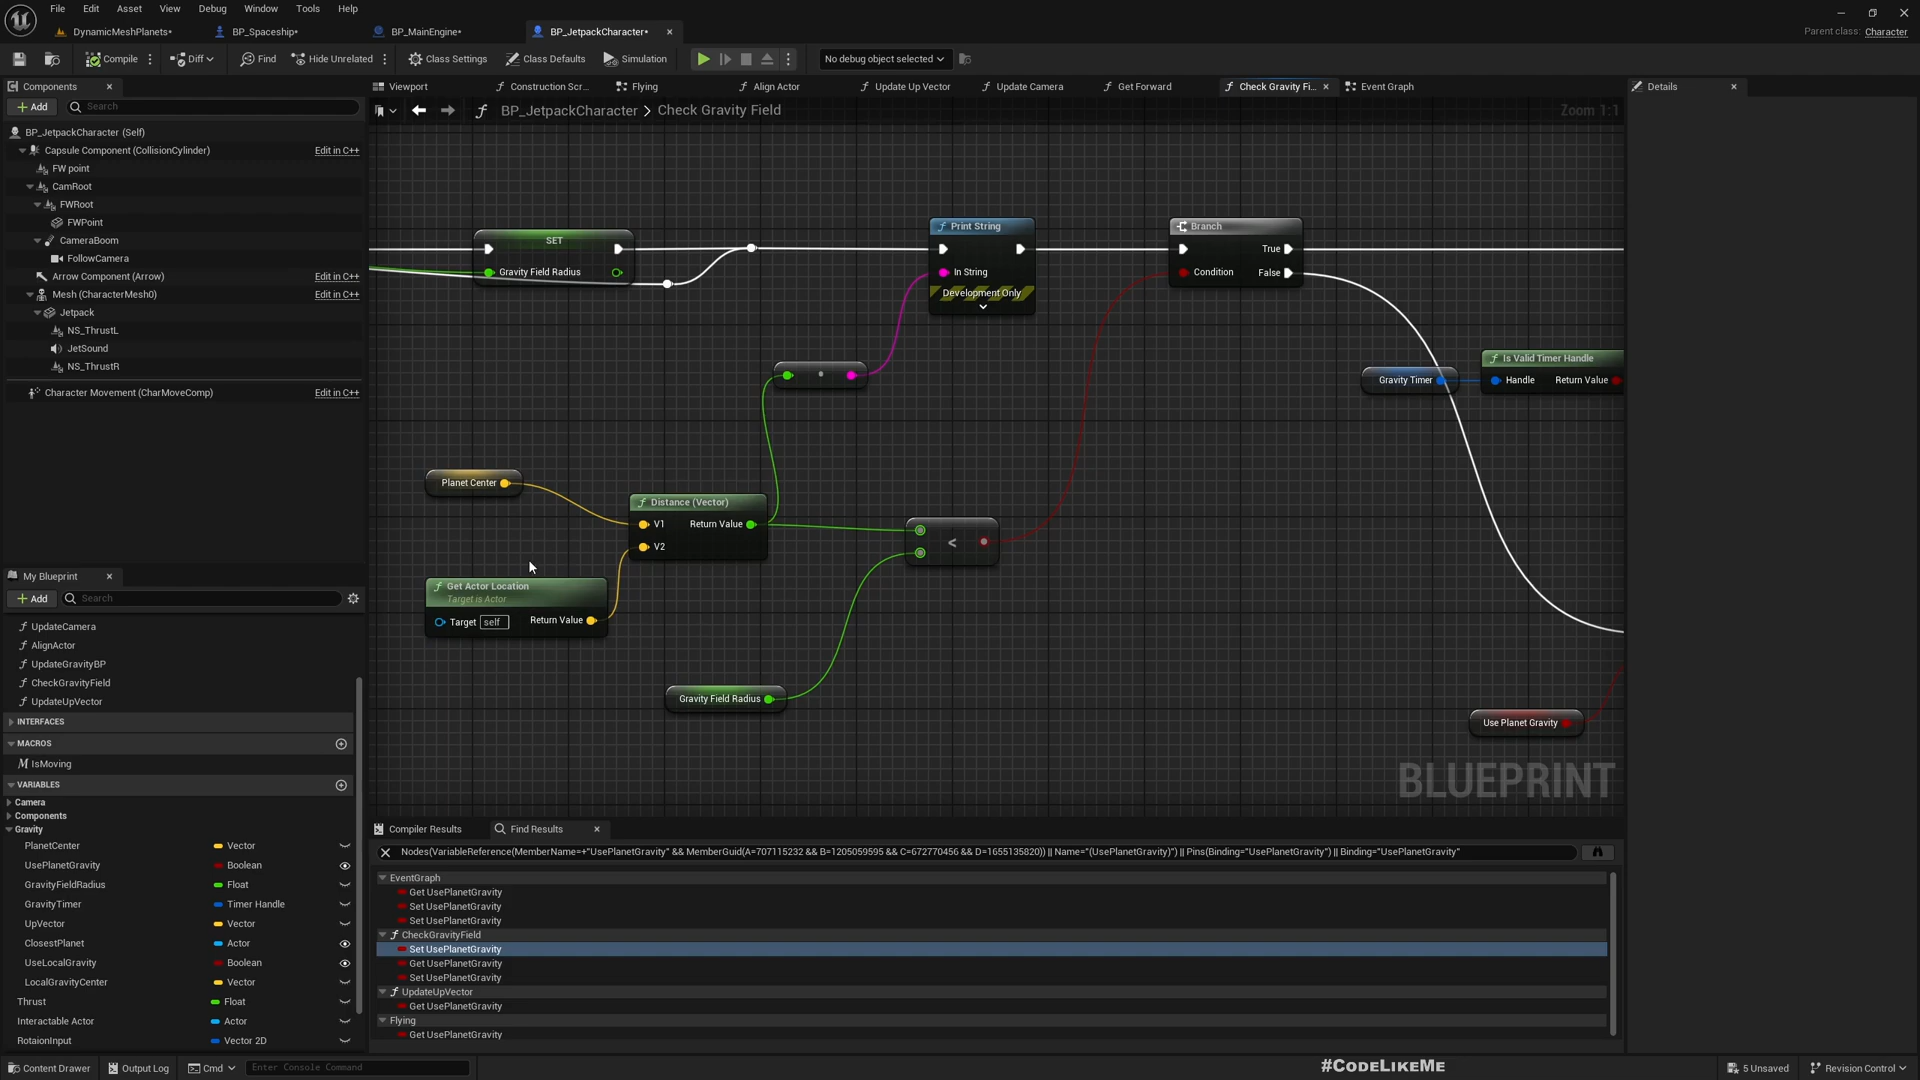 File Edit Asset View Debug Window Tools Help
DynamicMeshPlanets* BP_Spaceship* BP_MainEngine* BP_JetpackCharacter*
Parent class: Character
Compile Diff Find Hide Unrelated Class Settings Class Defaults Simulation No debug object selected
Components
Add Search
BP_JetpackCharacter (Self)
Capsule Component (CollisionCylinder) Edit in C++
FW point
CamRoot
FWRoot
FWPoint
CameraBoom
FollowCamera
Arrow Component (Arrow) Edit in C++
Mesh (CharacterMesh0) Edit in C++
Jetpack
NS_ThrustL
JetSound
NS_ThrustR
Character Movement (CharMoveComp) Edit in C++
My Blueprint
Add Search
UpdateCamera
AlignActor
UpdateGravityBP
CheckGravityField
UpdateUpVector
INTERFACES
MACROS
IsMoving
VARIABLES
Camera
Components
Gravity
PlanetCenter Vector
UsePlanetGravity Boolean
GravityFieldRadius Float
GravityTimer Timer Handle
UpVector Vector
ClosestPlanet Actor
UseLocalGravity Boolean
LocalGravityCenter Vector
Thrust Float
Interactable Actor Actor
RotaionInput Vector 2D
Viewport Construction Scr... Flying Align Actor Update Up Vector Update Camera Get Forward Check Gravity Fi... Event Graph
BP_JetpackCharacter > Check Gravity Field
Zoom 1:1
SET
Gravity Field Radius
Print String
In String
Development Only
Branch
True
Condition False
Gravity Timer
Is Valid Timer Handle
Handle Return Value
Planet Center
Distance (Vector)
V1 Return Value
V2
<
Get Actor Location
Target is Actor
Target self Return Value
Gravity Field Radius
Use Planet Gravity
BLUEPRINT
Details
Compiler Results Find Results
Nodes(VariableReference(MemberName=+"UsePlanetGravity" && MemberGuid(A=707115232 && B=1205059595 && C=672770456 && D=1655135820)) || Name="(UsePlanetGravity)") || Pins(Binding="UsePlanetGravity") || Binding="UsePlanetGravity"
EventGraph
Get UsePlanetGravity
Set UsePlanetGravity
Set UsePlanetGravity
CheckGravityField
Set UsePlanetGravity
Get UsePlanetGravity
Set UsePlanetGravity
UpdateUpVector
Get UsePlanetGravity
Flying
Get UsePlanetGravity
Content Drawer Output Log Cmd Enter Console Command
#CODELIKEME
5 Unsaved Revision Control